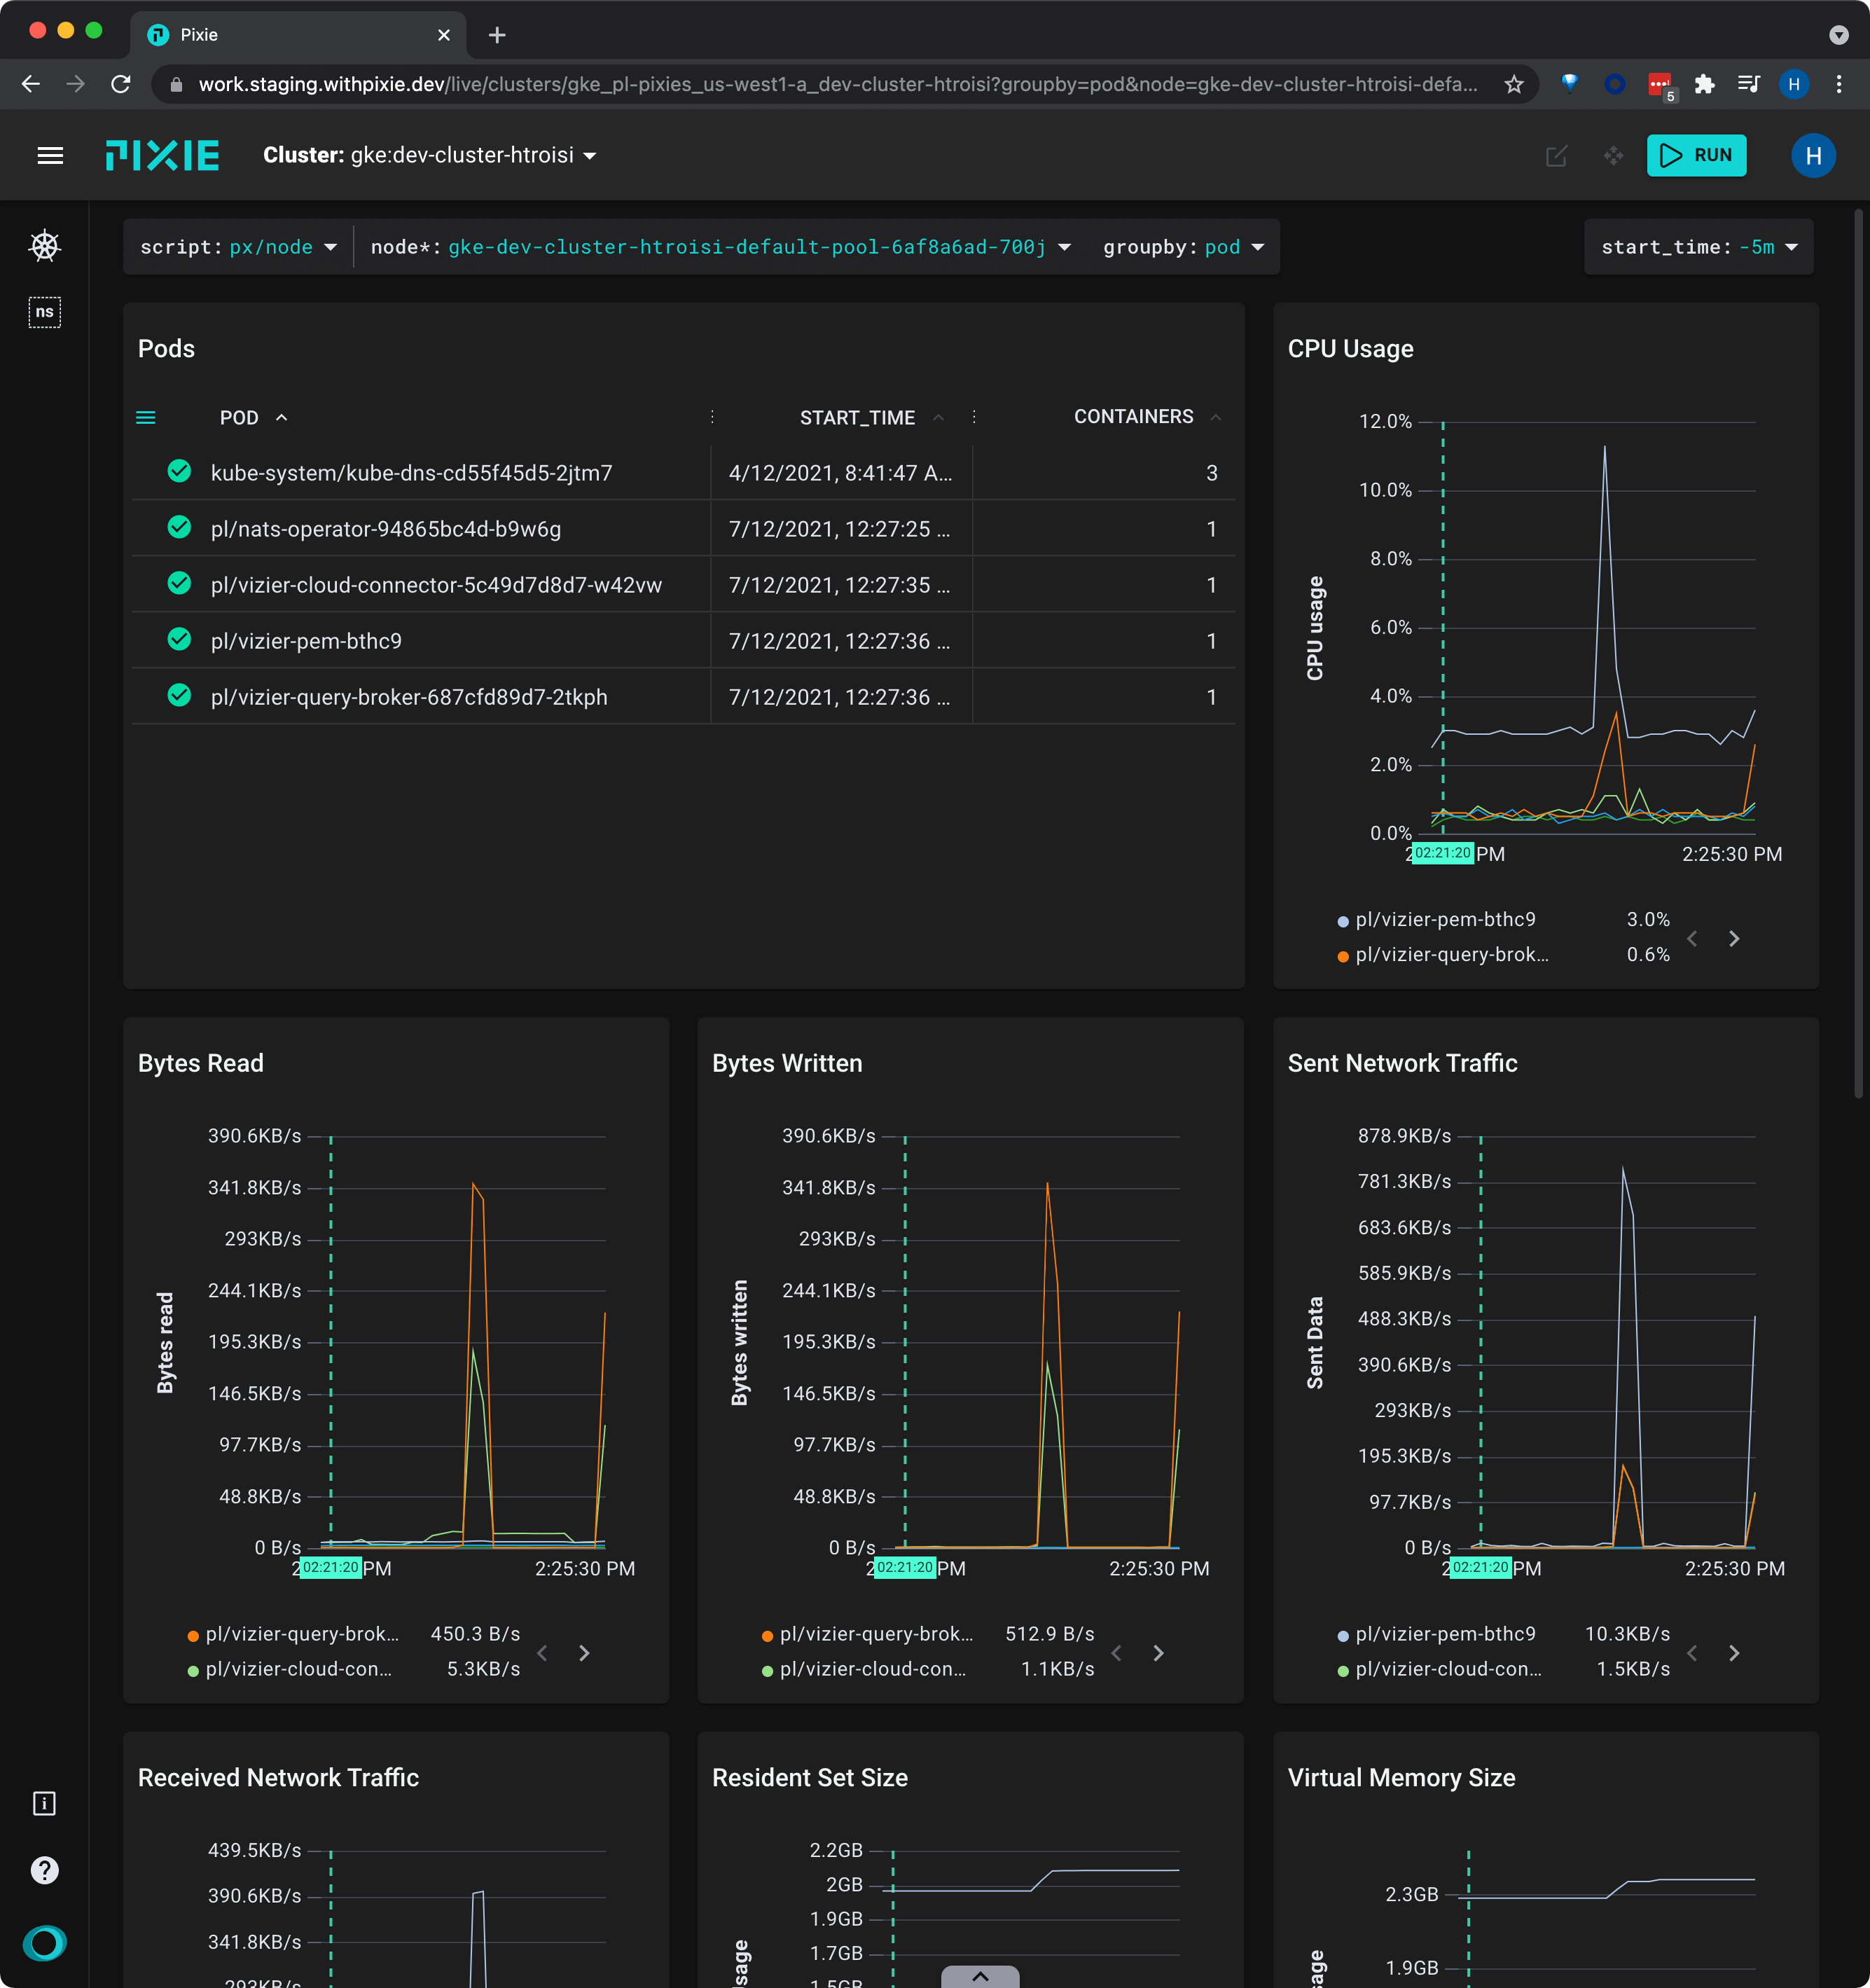 Pixie
work.staging.withpixie.dev/live/clusters/gke_pl-pixies_us-west1-a_dev-cluster-htroisi?groupby=pod&node=gke-dev-cluster-htroisi-defa...
5
H
PIXIE
Cluster: gke:dev-cluster-htroisi
RUN
H
script: px/node
node*: gke-dev-cluster-htroisi-default-pool-6af8a6ad-700j
groupby: pod
start_time: -5m
ns
Pods
POD START_TIME CONTAINERS
kube-system/kube-dns-cd55f45d5-2jtm7 4/12/2021, 8:41:47 A... 3
pl/nats-operator-94865bc4d-b9w6g 7/12/2021, 12:27:25 ... 1
pl/vizier-cloud-connector-5c49d7d8d7-w42vw 7/12/2021, 12:27:35 ... 1
pl/vizier-pem-bthc9 7/12/2021, 12:27:36 ... 1
pl/vizier-query-broker-687cfd89d7-2tkph 7/12/2021, 12:27:36 ... 1
CPU Usage
CPU usage
12.0%
10.0%
8.0%
6.0%
4.0%
2.0%
0.0%
2 02:21:20 PM 2:25:30 PM
pl/vizier-pem-bthc9 3.0%
pl/vizier-query-brok... 0.6%
Bytes Read
Bytes read
390.6KB/s
341.8KB/s
293KB/s
244.1KB/s
195.3KB/s
146.5KB/s
97.7KB/s
48.8KB/s
0 B/s
2 02:21:20 PM 2:25:30 PM
pl/vizier-query-brok... 450.3 B/s
pl/vizier-cloud-con... 5.3KB/s
Bytes Written
Bytes written
390.6KB/s
341.8KB/s
293KB/s
244.1KB/s
195.3KB/s
146.5KB/s
97.7KB/s
48.8KB/s
0 B/s
2 02:21:20 PM 2:25:30 PM
pl/vizier-query-brok... 512.9 B/s
pl/vizier-cloud-con... 1.1KB/s
Sent Network Traffic
Sent Data
878.9KB/s
781.3KB/s
683.6KB/s
585.9KB/s
488.3KB/s
390.6KB/s
293KB/s
195.3KB/s
97.7KB/s
0 B/s
2 02:21:20 PM 2:25:30 PM
pl/vizier-pem-bthc9 10.3KB/s
pl/vizier-cloud-con... 1.5KB/s
Received Network Traffic
439.5KB/s
390.6KB/s
341.8KB/s
293KB/s
Resident Set Size
2.2GB
2GB
1.9GB
1.7GB
1.5GB
sage
Virtual Memory Size
2.3GB
1.9GB
sage